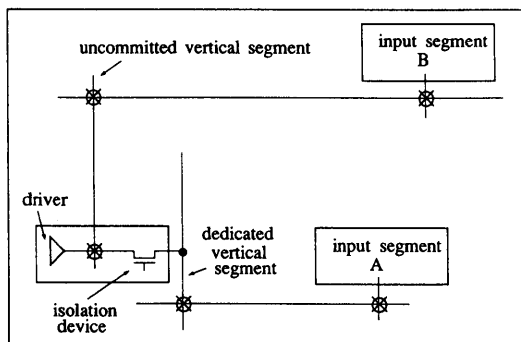 uncommitted vertical segment
input segment
B
driver
dedicated
vertical
segment
input segment
A
isolation
device